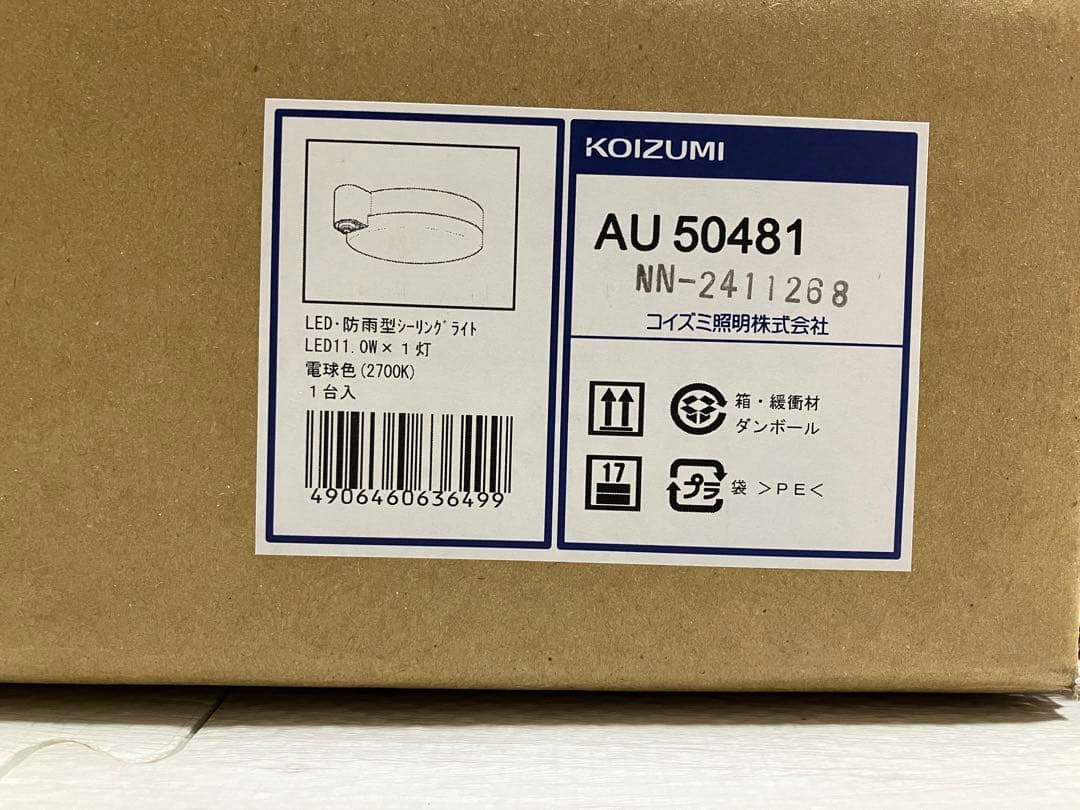 LED・防雨型ｼｰﾘﾝｸﾞﾗｲﾄ
LED11.0W×１灯
電球色(2700K)
１台入
4906460636499
KOIZUMI
AU 50481
NN-2411268
コイズミ照明株式会社
箱・緩衝材
ダンボール
17
プラ
袋 ＞PE＜